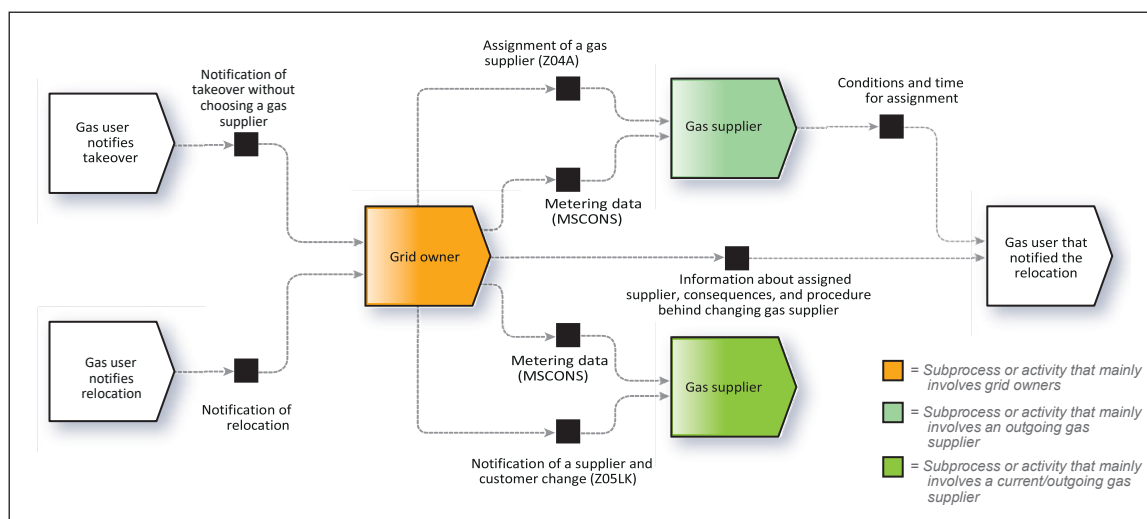 Notification of
takeover without
choosing a gas
supplier
Gas user
notifies
takeover
Assignment of a gas
supplier (Z04A)
Gas supplier
Conditions and time
for assignment
Metering data
(MSCONS)
Grid owner
Gas user that
notified the
relocation
Information about assigned
supplier, consequences, and procedure
behind changing gas supplier
Gas user
notifies
relocation
Notification of
relocation
Metering data
(MSCONS)
Gas supplier
Notification of a supplier and
customer change (Z05LK)
= Subprocess or activity that mainly
involves grid owners
= Subprocess or activity that mainly
involves an outgoing gas
supplier
= Subprocess or activity that mainly
involves a current/outgoing gas
supplier